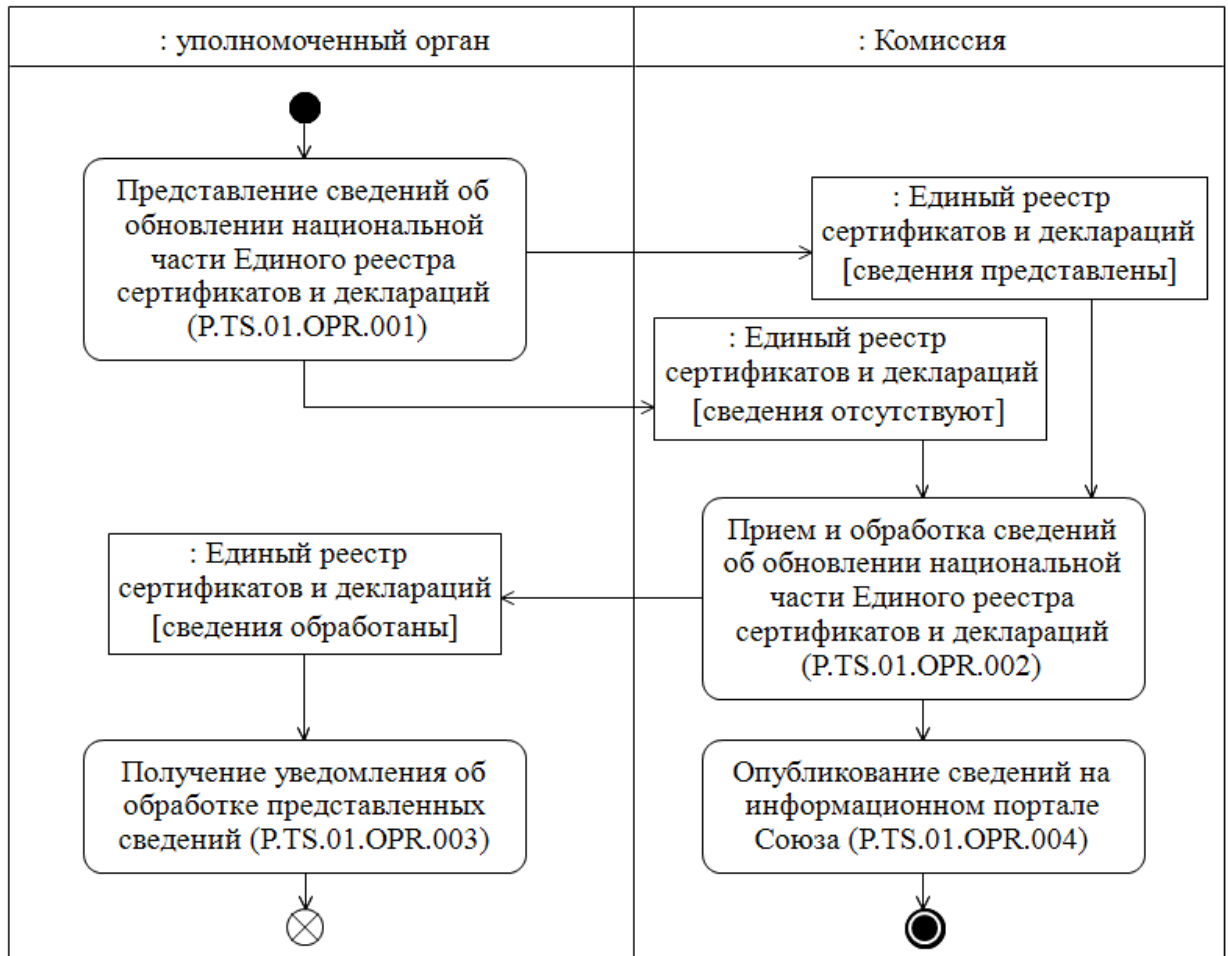 : уполномоченный орган
: Комиссия
Представление сведений об
обновлении национальной
части Единого реестра
сертификатов и деклараций
(P.TS.01.OPR.001)
: Единый реестр
сертификатов и деклараций
[сведения представлены]
: Единый реестр
сертификатов и деклараций
[сведения отсутствуют]
Прием и обработка сведений
об обновлении национальной
части Единого реестра
сертификатов и деклараций
(P.TS.01.OPR.002)
: Единый реестр
сертификатов и деклараций
[сведения обработаны]
Получение уведомления об
обработке представленных
сведений (P.TS.01.OPR.003)
Опубликование сведений на
информационном портале
Союза (P.TS.01.OPR.004)